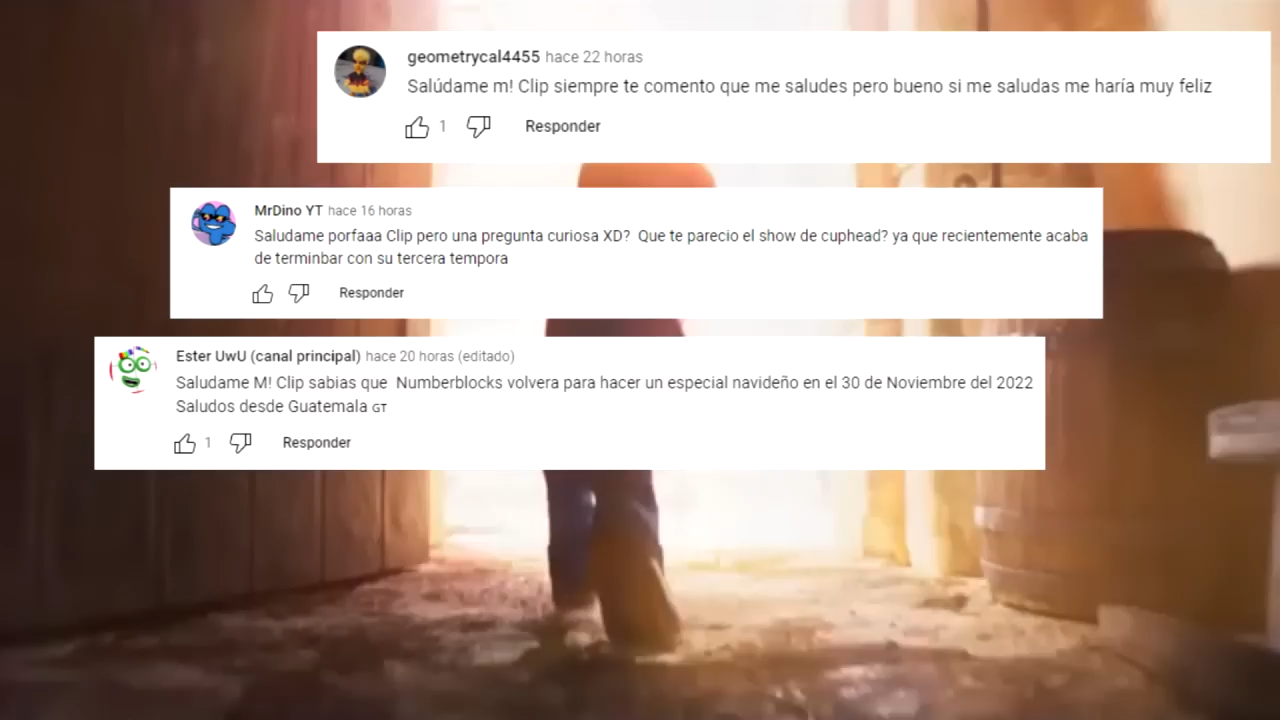 geometrycal4455 hace 22 horas
Salúdame m! Clip siempre te comento que me saludes pero bueno si me saludas me haría muy feliz
1 Responder
MrDino YT hace 16 horas
Saludame porfaaa Clip pero una pregunta curiosa XD? Que te parecio el show de cuphead? ya que recientemente acaba
de terminbar con su tercera tempora
Responder
Ester UwU (canal principal) hace 20 horas (editado)
Saludame M! Clip sabias que Numberblocks volvera para hacer un especial navideño en el 30 de Noviembre del 2022
Saludos desde Guatemala GT
1 Responder